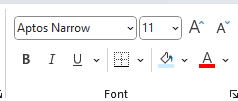 Aptos Narrow 11 A A
B I U A
Font